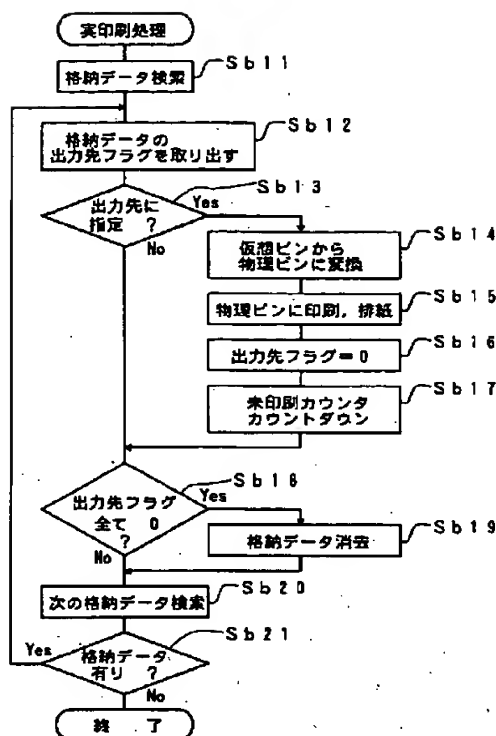 実印刷処理
Sb11
格納データ検索
Sb12
格納データの
出力先フラグを取り出す
Sb13
出力先に
指定 ?
Yes
No
Sb14
仮想ビンから
物理ビンに変換
Sb15
物理ビンに印刷，排紙
Sb16
出力先フラグ=0
Sb17
未印刷カウンタ
カウントダウン
Sb18
出力先フラグ
全て 0
?
Yes
No
Sb19
格納データ消去
Sb20
次の格納データ検索
Sb21
格納データ
有り ?
Yes
No
終 了